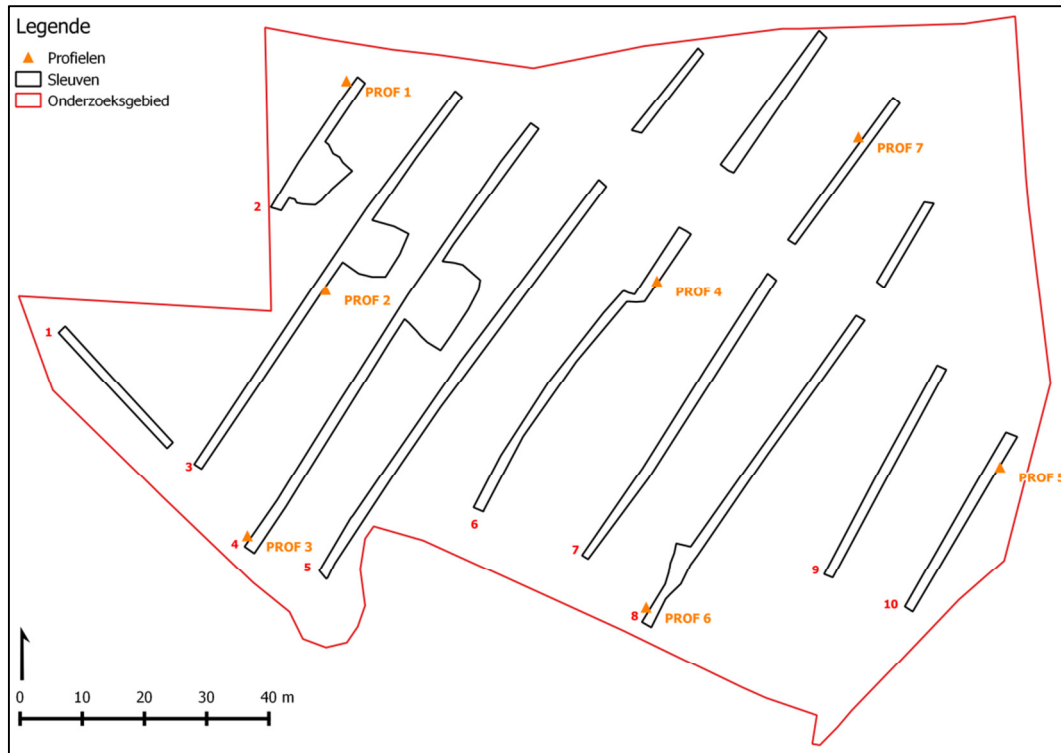 Legende
Profielen
Sleuven
Onderzoeksgebied
PROF 1
PROF 7
2
PROF 2
PROF 4
1
3
PROF 5
6
4
PROF 3
7
5
9
10
8
PROF 6
0
10
20
30
40 m